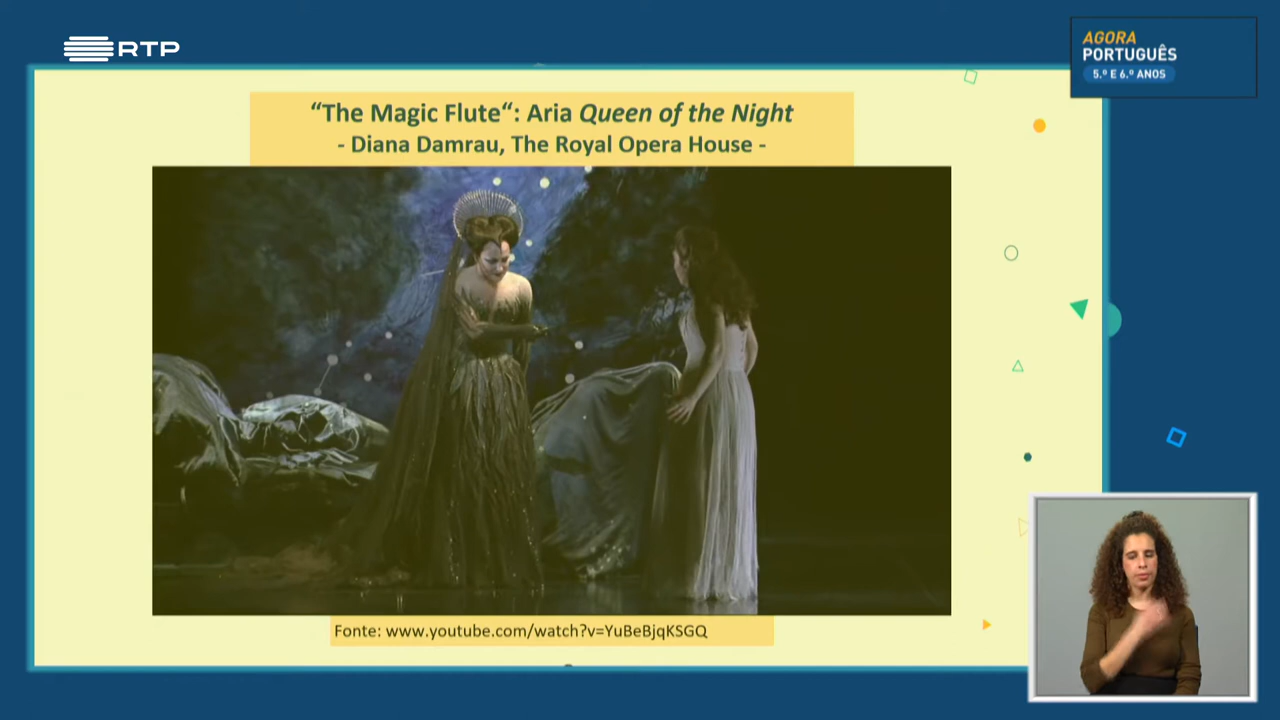 RTP
AGORA
PORTUGUÊS
5.º E 6.º ANOS
“The Magic Flute“: Aria Queen of the Night
- Diana Damrau, The Royal Opera House -
Fonte: www.youtube.com/watch?v=YuBeBjqKSGQ